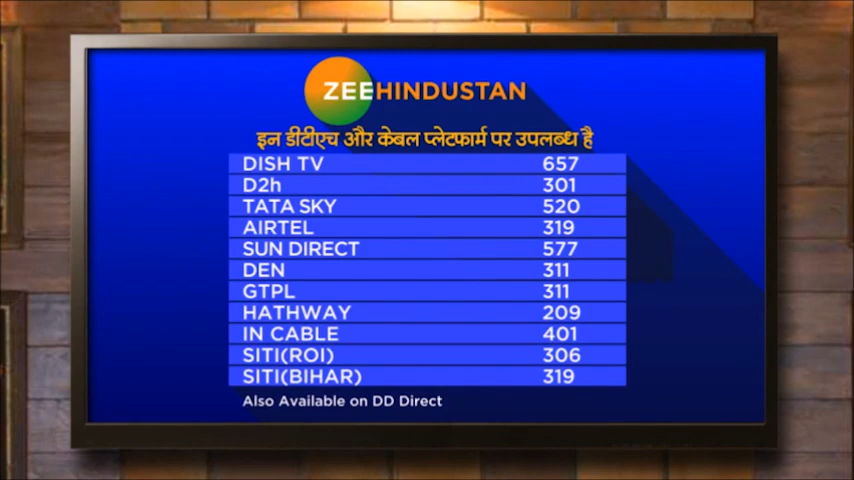 ZEEHINDUSTAN
इन डीटीएच और केबल प्लेटफार्म पर उपलब्ध है
DISH TV 657
D2h 301
TATA SKY 520
AIRTEL 319
SUN DIRECT 577
DEN 311
GTPL 311
HATHWAY 209
IN CABLE 401
SITI(ROI) 306
SITI(BIHAR) 319
Also Available on DD Direct